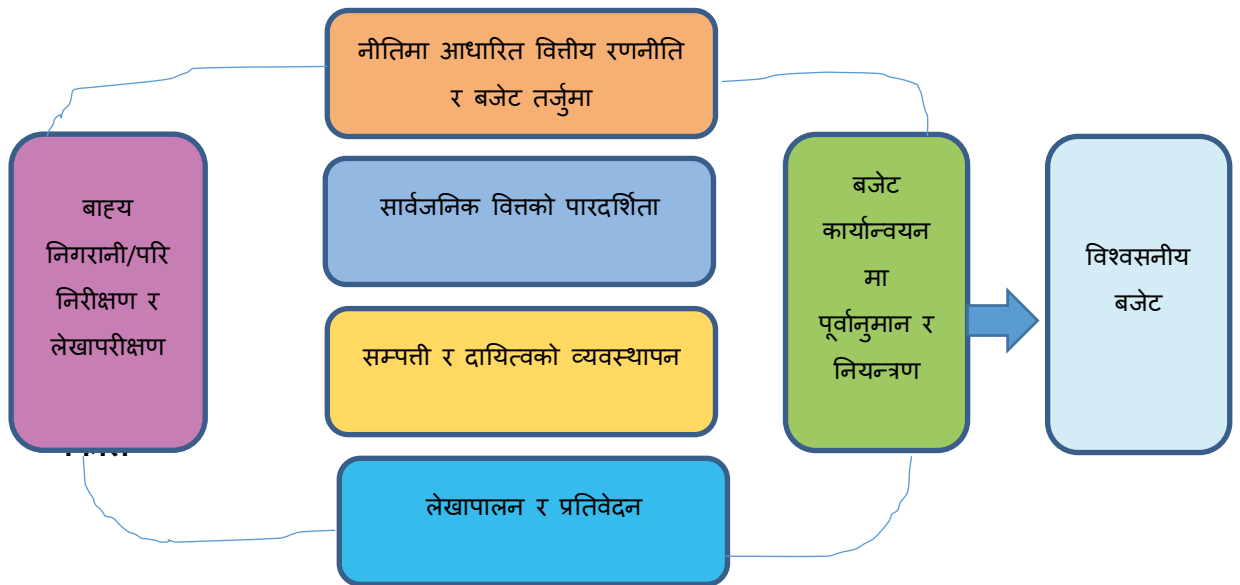 नीतिमा आधारित वित्तीय रणनीति
र बजेट तर्जुमा
बाह्य
निगरानी/परि
निरीक्षण र
लेखापरीक्षण
सार्वजनिक वित्तको पारदर्शिता
सम्पत्ती र दायित्वको व्यवस्थापन
लेखापालन र प्रतिवेदन
बजेट
कार्यान्वयन
मा
पूर्वानुमान र
नियन्त्रण
विश्वसनीय
बजेट